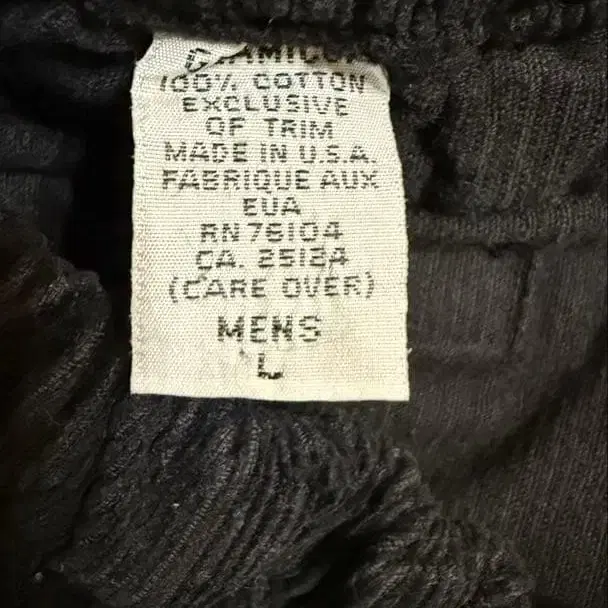 100% COTTON
EXCLUSIVE
OF TRIM
MADE IN U.S.A.
FABRIQUE AUX
EUA
RN 76104
CA. 25124
(CARE OVER)
MENS
L